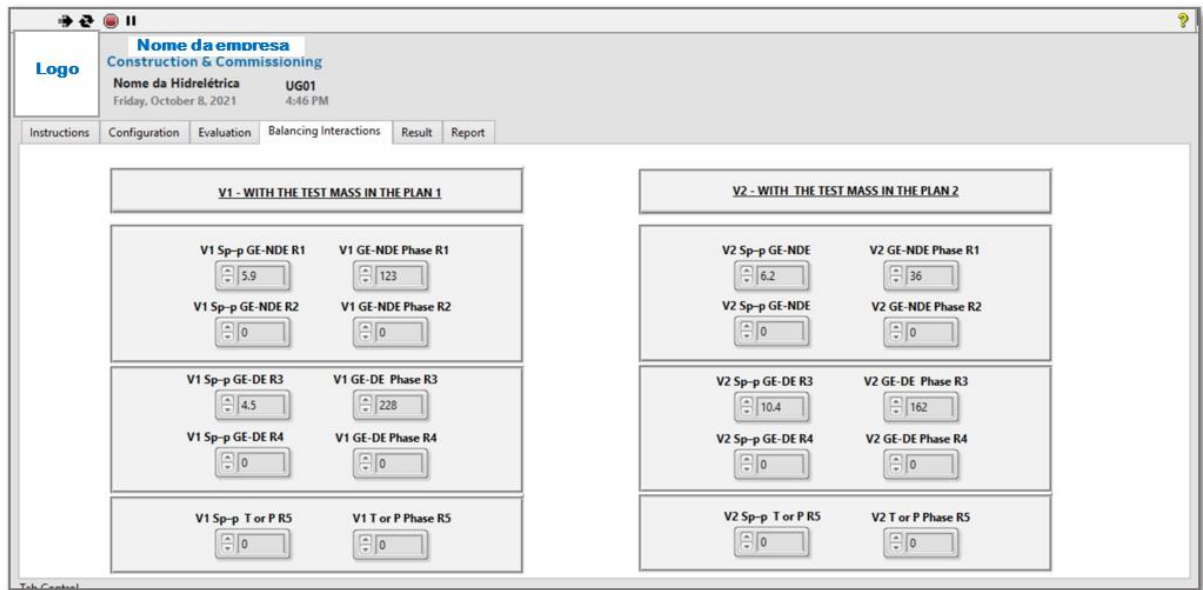 Logo
Nome da empresa
Construction & Commissioning
Nome da Hidrelétrica UG01
Friday, October 8, 2021 4:46 PM
Instructions Configuration Evaluation Balancing Interactions Result Report
V1 - WITH THE TEST MASS IN THE PLAN 1
V1 Sp-p GE-NDE R1 V1 GE-NDE Phase R1
5.9 123
V1 Sp-p GE-NDE R2 V1 GE-NDE Phase R2
0 0
V1 Sp-p GE-DE R3 V1 GE-DE Phase R3
4.5 228
V1 Sp-p GE-DE R4 V1 GE-DE Phase R4
0 0
V1 Sp-p T or P R5 V1 T or P Phase R5
0 0
V2 - WITH THE TEST MASS IN THE PLAN 2
V2 Sp-p GE-NDE V2 GE-NDE Phase R1
6.2 36
V2 Sp-p GE-NDE V2 GE-NDE Phase R2
0 0
V2 Sp-p GE-DE R3 V2 GE-DE Phase R3
10.4 162
V2 Sp-p GE-DE R4 V2 GE-DE Phase R4
0 0
V2 Sp-p T or P R5 V2 T or P Phase R5
0 0
Tab Control